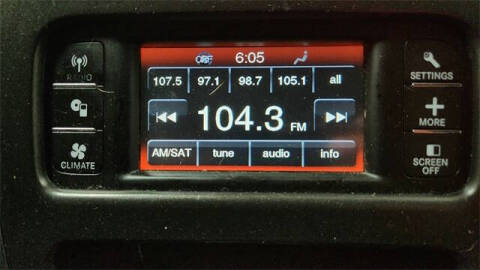 6:05
107.5 97.1 98.7 105.1 all
104.3 FM
AM/SAT tune audio info
RADIO
CLIMATE
SETTINGS
MORE
SCREEN
OFF